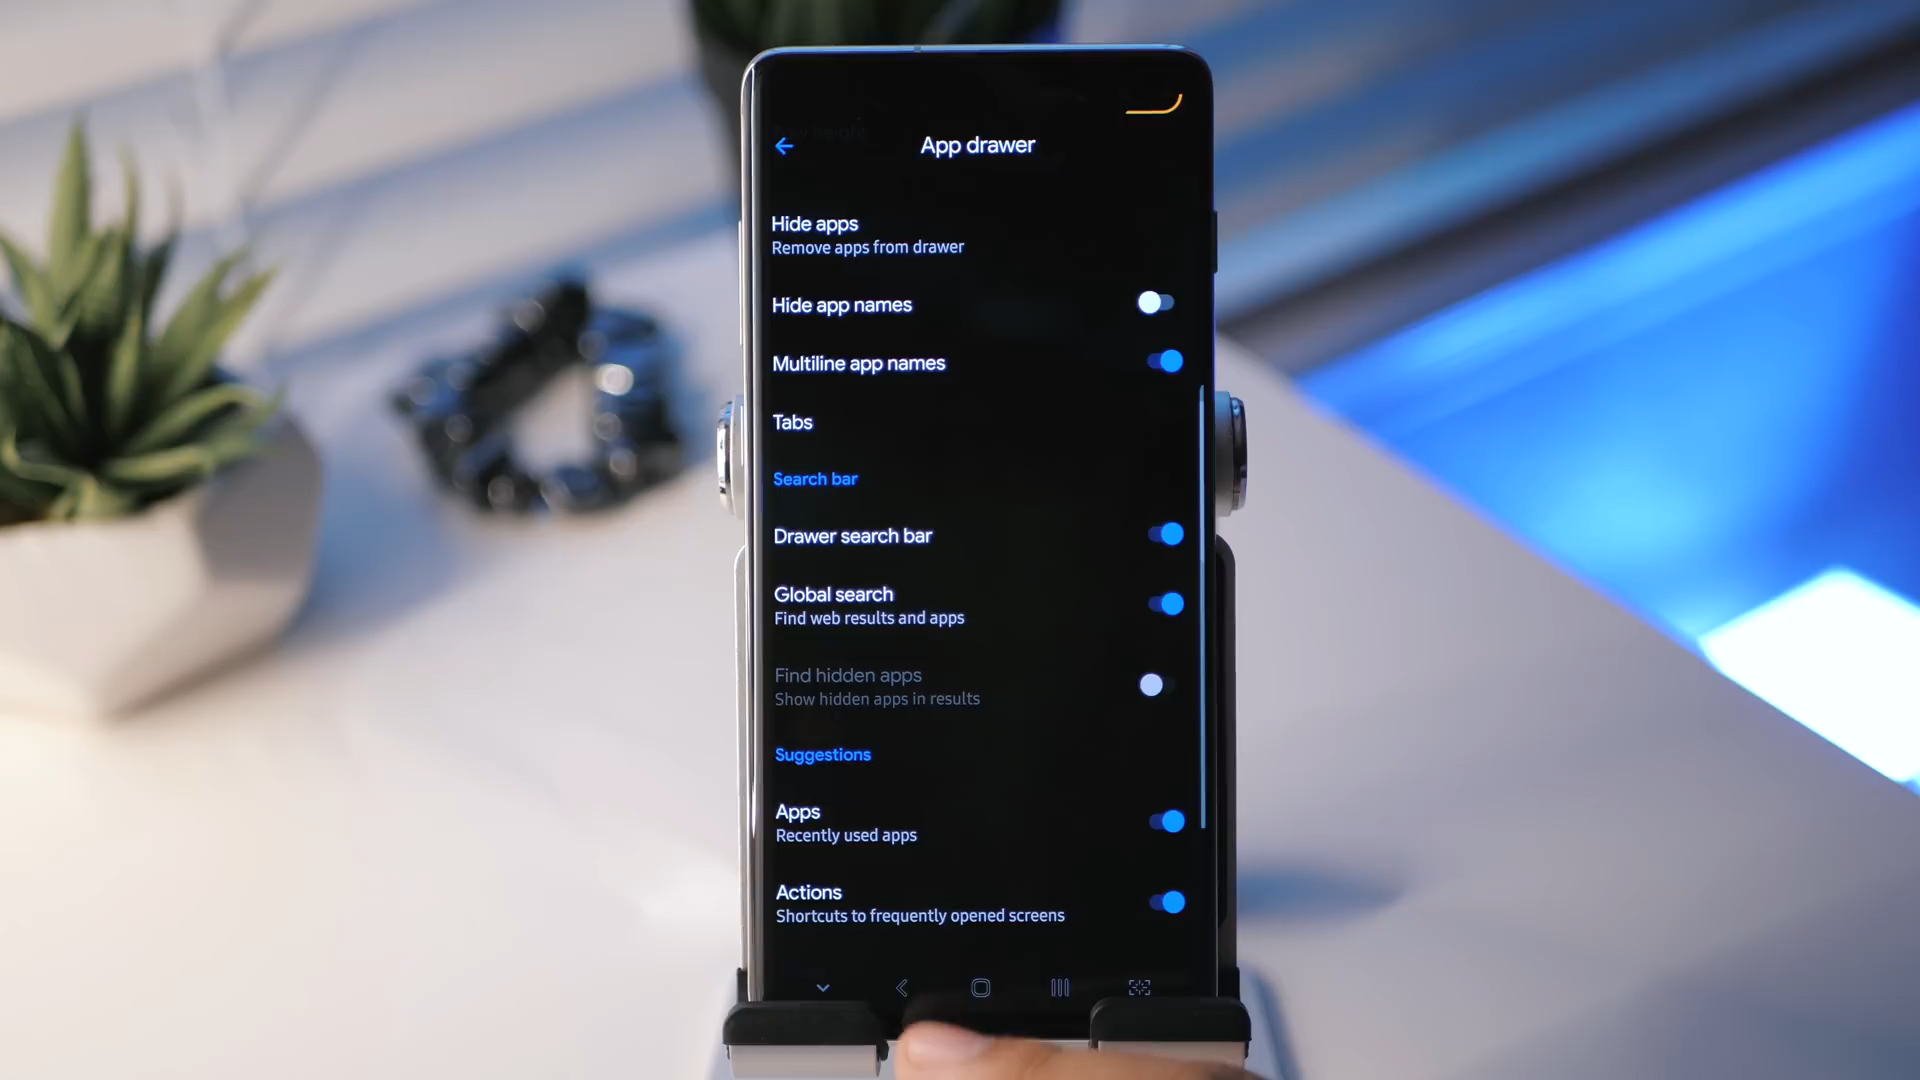 App drawer
Hide apps
Remove apps from drawer
Hide app names
Multiline app names
Tabs
Search bar
Drawer search bar
Global search
Find web results and apps
Find hidden apps
Show hidden apps in results
Suggestions
Apps
Recently used apps
Actions
Shortcuts to frequently opened screens